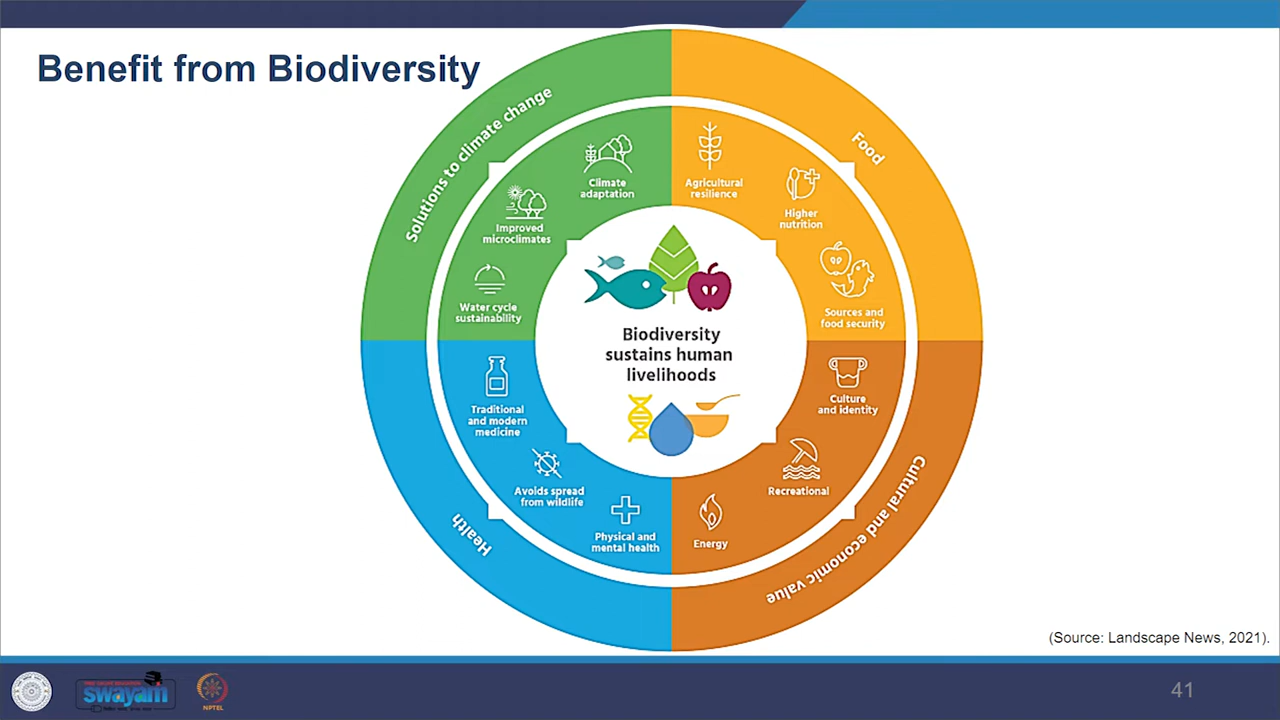 Benefit from Biodiversity
Solutions to climate change
Food
Climate
adaptation
Agricultural
resilience
Improved
microclimates
Higher
nutrition
Water cycle
sustainability
Sources and
food security
Biodiversity
sustains human
livelihoods
Traditional
and modern
medicine
Culture
and identity
Avoids spread
from wildlife
Recreational
Physical and
mental health
Energy
Health
Cultural and economic value
(Source: Landscape News, 2021).
swayam
NPTEL
41